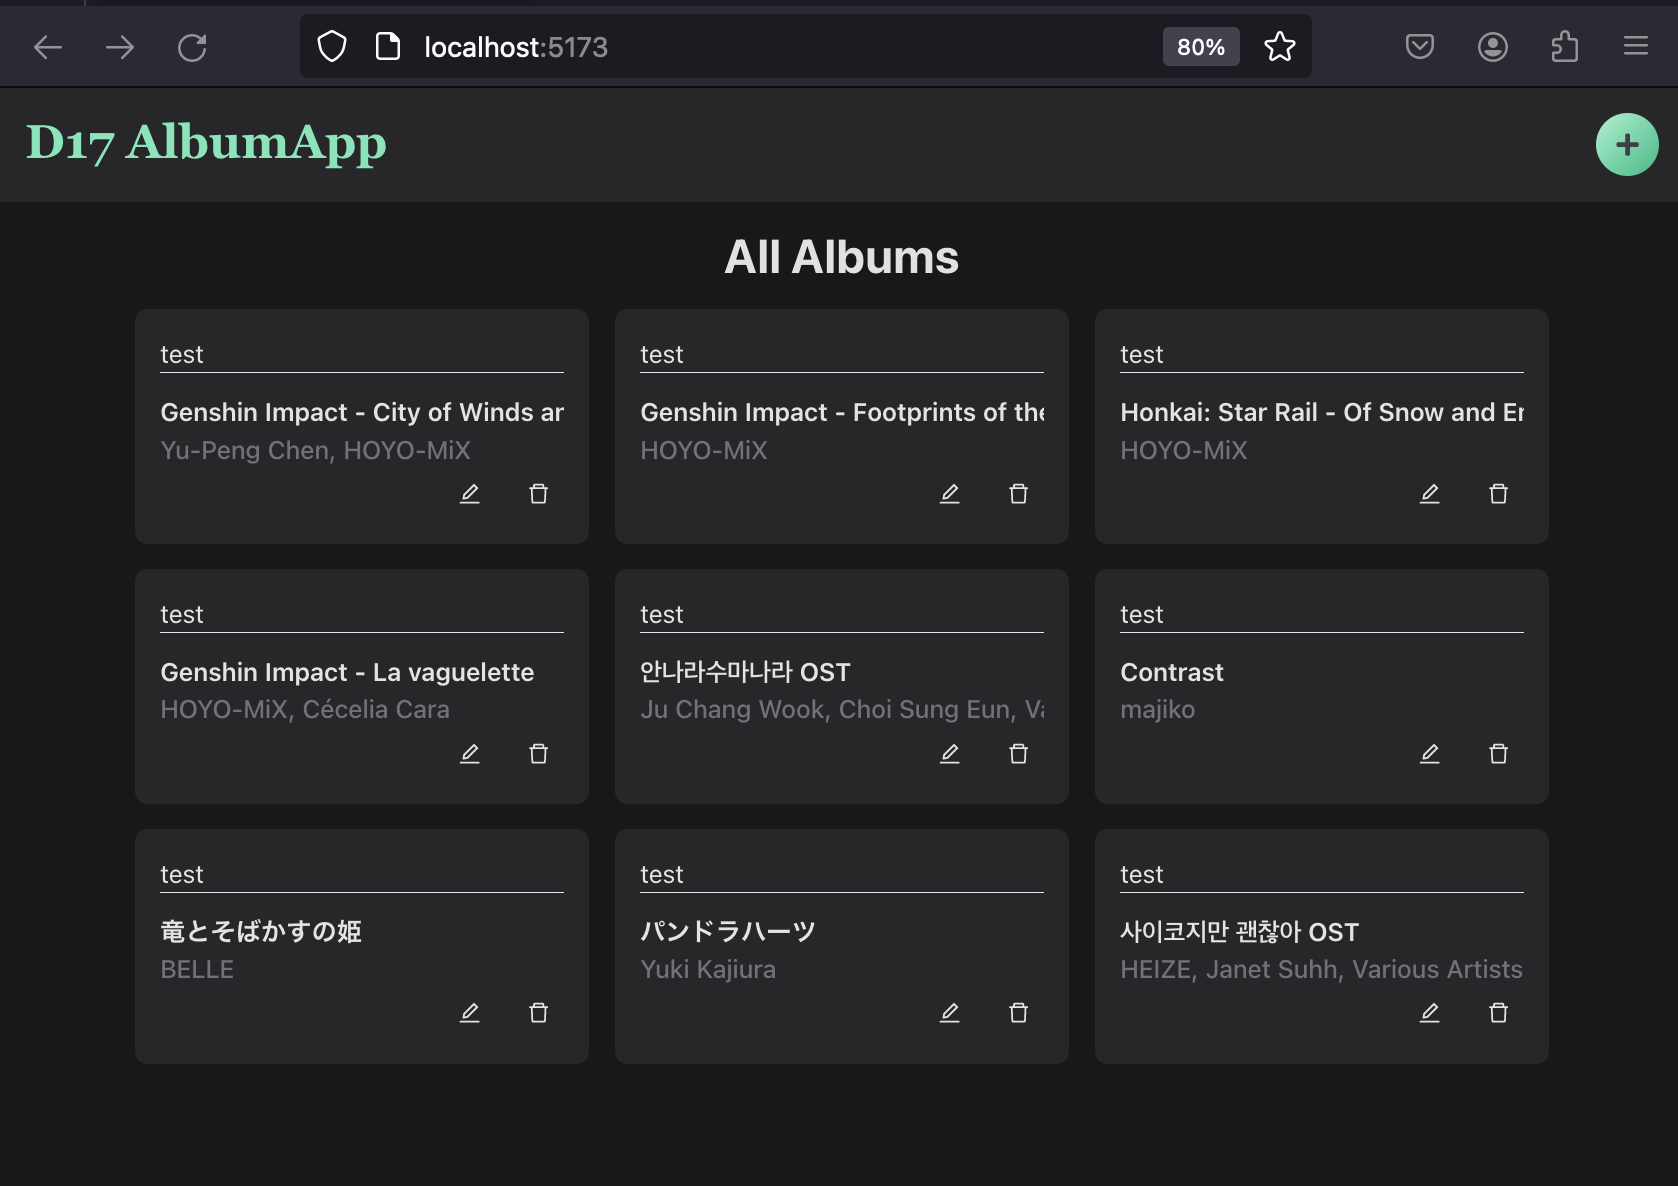 localhost:5173
80%
D17 AlbumApp
All Albums
test
Genshin Impact - City of Winds
Yu-Peng Chen, HOYO-MiX
test
Genshin Impact - Footprints of the
HOYO-MiX
test
Honkai: Star Rail - Of Snow and
HOYO-MiX
test
Genshin Impact - La vaguelette
HOYO-MiX, Cécelia Cara
test
안나라수마나라 OST
Ju Chang Wook, Choi Sung Eun,
test
Contrast
majiko
test
竜とそばかすの姫
BELLE
test
パンドラハーツ
Yuki Kajiura
test
사이코지만 괜찮아 OST
HEIZE, Janet Suhh, Various Artists